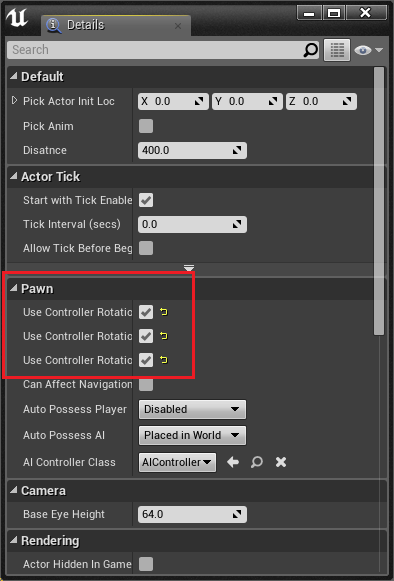 Details
Search
Default
Pick Actor Init Loc X 0.0 Y 0.0 Z 0.0
Pick Anim
Disatnce 400.0
Actor Tick
Start with Tick Enable
Tick Interval (secs) 0.0
Allow Tick Before Beg
Pawn
Use Controller Rotatio
Use Controller Rotatio
Use Controller Rotatio
Can Affect Navigation
Auto Possess Player Disabled
Auto Possess AI Placed in World
AI Controller Class AIController
Camera
Base Eye Height 64.0
Rendering
Actor Hidden In Game